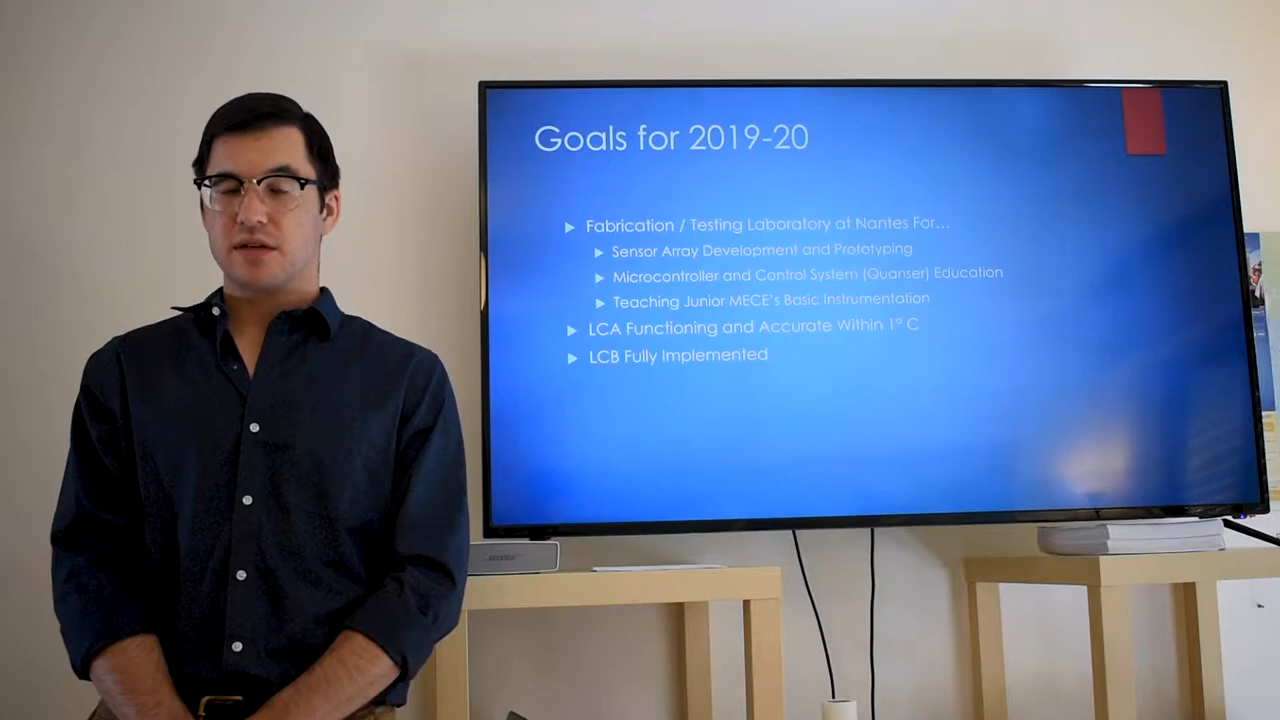 Goals for 2019-20
Fabrication / Testing Laboratory at Nantes For...
Sensor Array Development and Prototyping
Microcontroller and Control System (Quanser) Education
Teaching Junior MECE's Basic Instrumentation
LCA Functioning and Accurate Within 1° C
LCB Fully Implemented